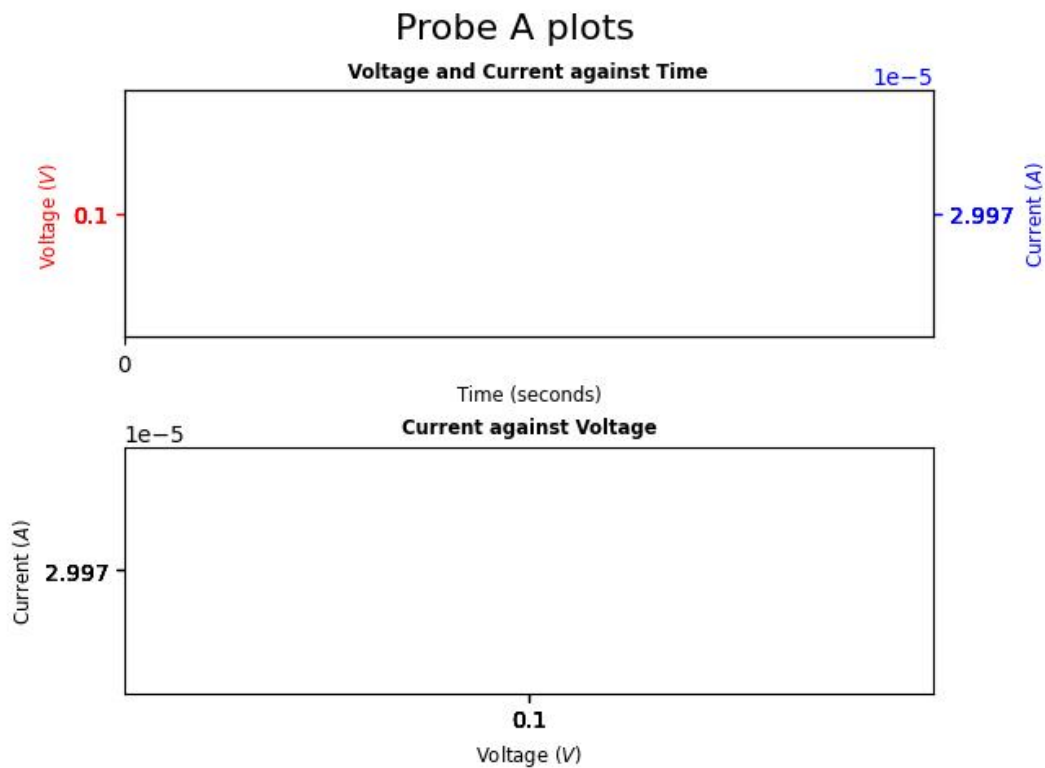 Probe A plots
Voltage and Current against Time
1e−5
Voltage (V)
0.1
2.997
Current (A)
0
Time (seconds)
Current against Voltage
1e−5
Current (A)
2.997
0.1
Voltage (V)